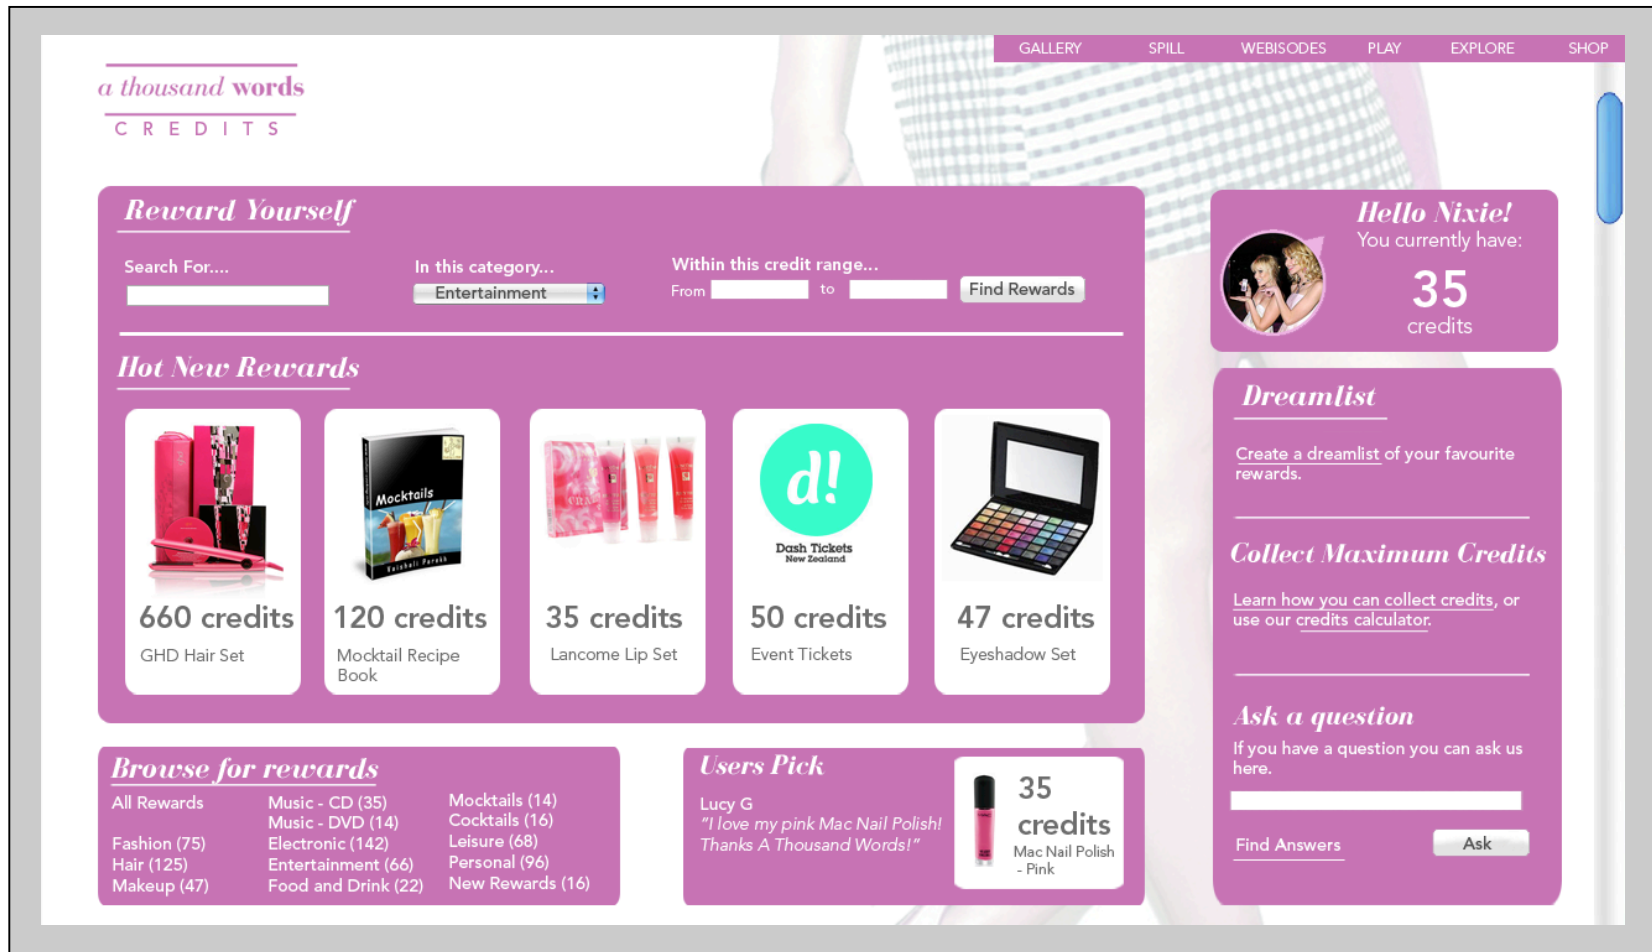 GALLERY SPILL WEBISODES PLAY EXPLORE SHOP
a thousand words
CREDITS
Reward Yourself
Search For....
In this category...
Entertainment
Within this credit range...
From to
Find Rewards
Hot New Rewards
Mocktails
Vaishali Parekh
660 credits
GHD Hair Set
120 credits
Mocktail Recipe
Book
35 credits
Lancome Lip Set
d!
Dash Tickets
New Zealand
50 credits
Event Tickets
47 credits
Eyeshadow Set
Browse for rewards
All Rewards
Fashion (75)
Hair (125)
Makeup (47)
Music - CD (35)
Music - DVD (14)
Electronic (142)
Entertainment (66)
Food and Drink (22)
Mocktails (14)
Cocktails (16)
Leisure (68)
Personal (96)
New Rewards (16)
Users Pick
Lucy G
"I love my pink Mac Nail Polish!
Thanks A Thousand Words!"
35
credits
Mac Nail Polish
- Pink
Hello Nixie!
You currently have:
35
credits
Dreamlist
Create a dreamlist of your favourite
rewards.
Collect Maximum Credits
Learn how you can collect credits, or
use our credits calculator.
Ask a question
If you have a question you can ask us
here.
Find Answers
Ask